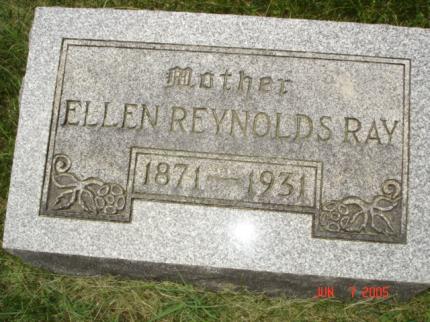 Mother
ELLEN REYNOLDS RAY
1871—1931
JUN 7 2005